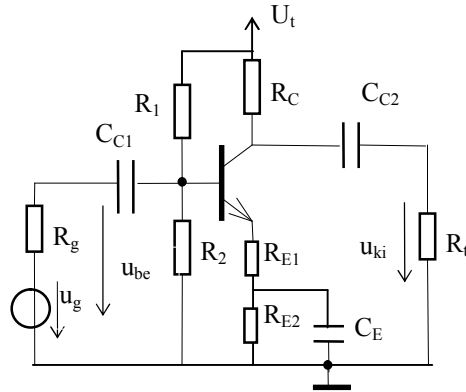 U_t
R_1
R_C
C_C2
C_C1
R_g
u_be
R_2
R_E1
u_ki
R_t
u_g
R_E2
C_E